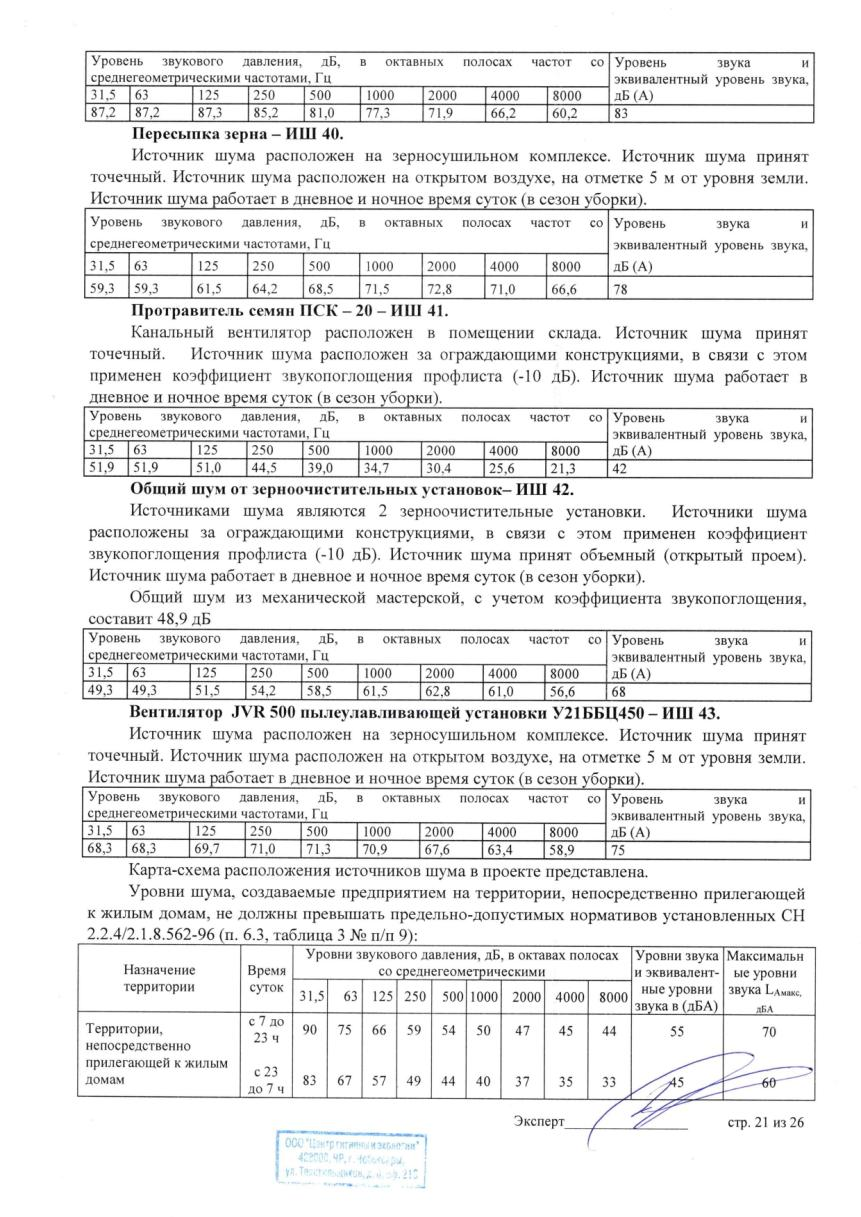 Уровень звукового давления, дБ, в октавных полосах частот со среднегеометрическими частотами, Гц | Уровень звука и эквивалентный уровень звука, дБ (А)
31,5 63 125 250 500 1000 2000 4000 8000
87,2 87,2 87,3 85,2 81,0 77,3 71,9 66,2 60,2 83
Пересыпка зерна – ИШ 40.
Источник шума расположен на зерносушильном комплексе. Источник шума принят
точечный. Источник шума расположен на открытом воздухе, на отметке 5 м от уровня земли.
Источник шума работает в дневное и ночное время суток (в сезон уборки).
Уровень звукового давления, дБ, в октавных полосах частот со среднегеометрическими частотами, Гц | Уровень звука и эквивалентный уровень звука, дБ (А)
31,5 63 125 250 500 1000 2000 4000 8000
59,3 59,3 61,5 64,2 68,5 71,5 72,8 71,0 66,6 78
Протравитель семян ПСК – 20 – ИШ 41.
Канальный вентилятор расположен в помещении склада. Источник шума принят
точечный. Источник шума расположен за ограждающими конструкциями, в связи с этом
применен коэффициент звукопоглощения профлиста (-10 дБ). Источник шума работает в
дневное и ночное время суток (в сезон уборки).
Уровень звукового давления, дБ, в октавных полосах частот со среднегеометрическими частотами, Гц | Уровень звука и эквивалентный уровень звука, дБ (А)
31,5 63 125 250 500 1000 2000 4000 8000
51,9 51,9 51,0 44,5 39,0 34,7 30,4 25,6 21,3 42
Общий шум от зерноочистительных установок– ИШ 42.
Источниками шума являются 2 зерноочистительные установки. Источники шума
расположены за ограждающими конструкциями, в связи с этим применен коэффициент
звукопоглощения профлиста (-10 дБ). Источник шума принят объемный (открытый проем).
Источник шума работает в дневное и ночное время суток (в сезон уборки).
Общий шум из механической мастерской, с учетом коэффициента звукопоглощения,
составит 48,9 дБ
Уровень звукового давления, дБ, в октавных полосах частот со среднегеометрическими частотами, Гц | Уровень звука и эквивалентный уровень звука, дБ (А)
31,5 63 125 250 500 1000 2000 4000 8000
49,3 49,3 51,5 54,2 58,5 61,5 62,8 61,0 56,6 68
Вентилятор JVR 500 пылеулавливающей установки У21ББЦ450 – ИШ 43.
Источник шума расположен на зерносушильном комплексе. Источник шума принят
точечный. Источник шума расположен на открытом воздухе, на отметке 5 м от уровня земли.
Источник шума работает в дневное и ночное время суток (в сезон уборки).
Уровень звукового давления, дБ, в октавных полосах частот со среднегеометрическими частотами, Гц | Уровень звука и эквивалентный уровень звука, дБ (А)
31,5 63 125 250 500 1000 2000 4000 8000
68,3 68,3 69,7 71,0 71,3 70,9 67,6 63,4 58,9 75
Карта-схема расположения источников шума в проекте представлена.
Уровни шума, создаваемые предприятием на территории, непосредственно прилегающей
к жилым домам, не должны превышать предельно-допустимых нормативов установленных СН
2.2.4/2.1.8.562-96 (п. 6.3, таблица 3 № п/п 9):
Назначение территории | Время суток | Уровни звукового давления, дБ, в октавах полосах со среднегеометрическими | Уровни звука и эквивалент-ные уровни звука в (дБА) | Максимальн ые уровни звука LАмакс, дБА
31,5 63 125 250 500 1000 2000 4000 8000
Территории, непосредственно прилегающей к жилым домам
с 7 до 23 ч 90 75 66 59 54 50 47 45 44 55 70
с 23 до 7 ч 83 67 57 49 44 40 37 35 33 45 60
Эксперт стр. 21 из 26
ООО "Центр гигиены и экологии"
ЧР, г.
ул. Текстильщиков,